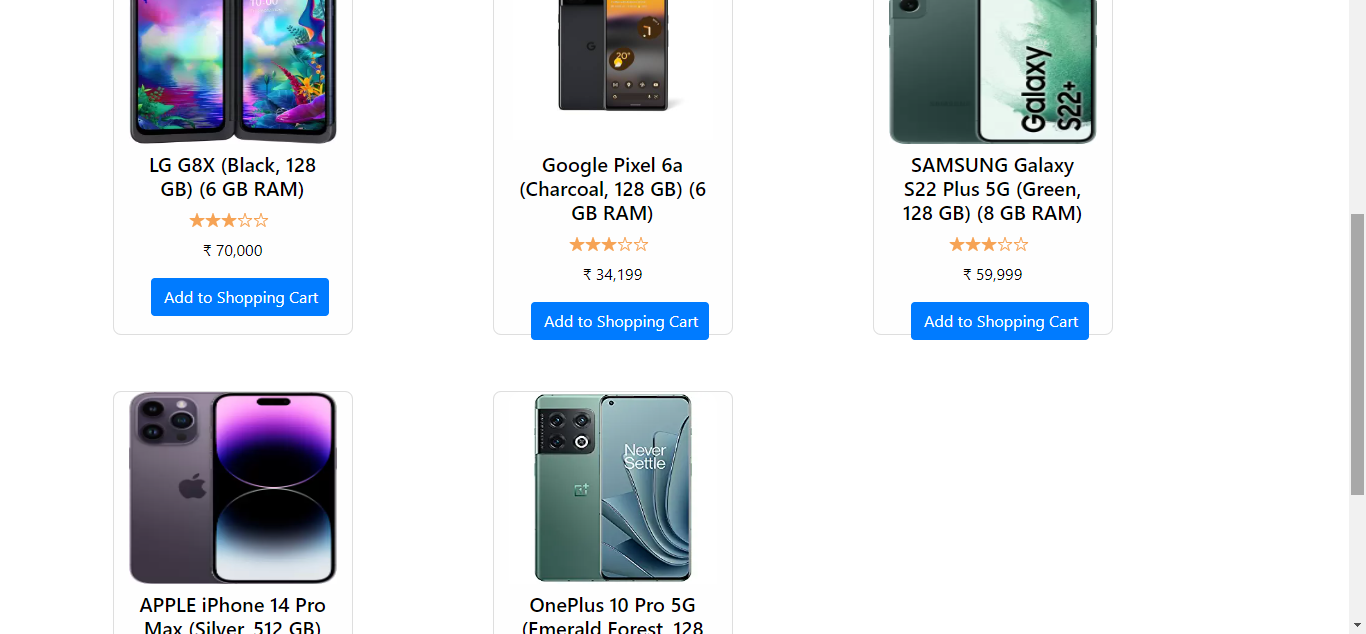 LG G8X (Black, 128
GB) (6 GB RAM)
₹ 70,000
Add to Shopping Cart
G
20°
Google Pixel 6a
(Charcoal, 128 GB) (6
GB RAM)
₹ 34,199
Add to Shopping Cart
Galaxy
S22+
SAMSUNG Galaxy
S22 Plus 5G (Green,
128 GB) (8 GB RAM)
₹ 59,999
Add to Shopping Cart
APPLE iPhone 14 Pro
Max (Silver, 512 GB)
Never
Settle
OnePlus 10 Pro 5G
(Emerald Forest, 128